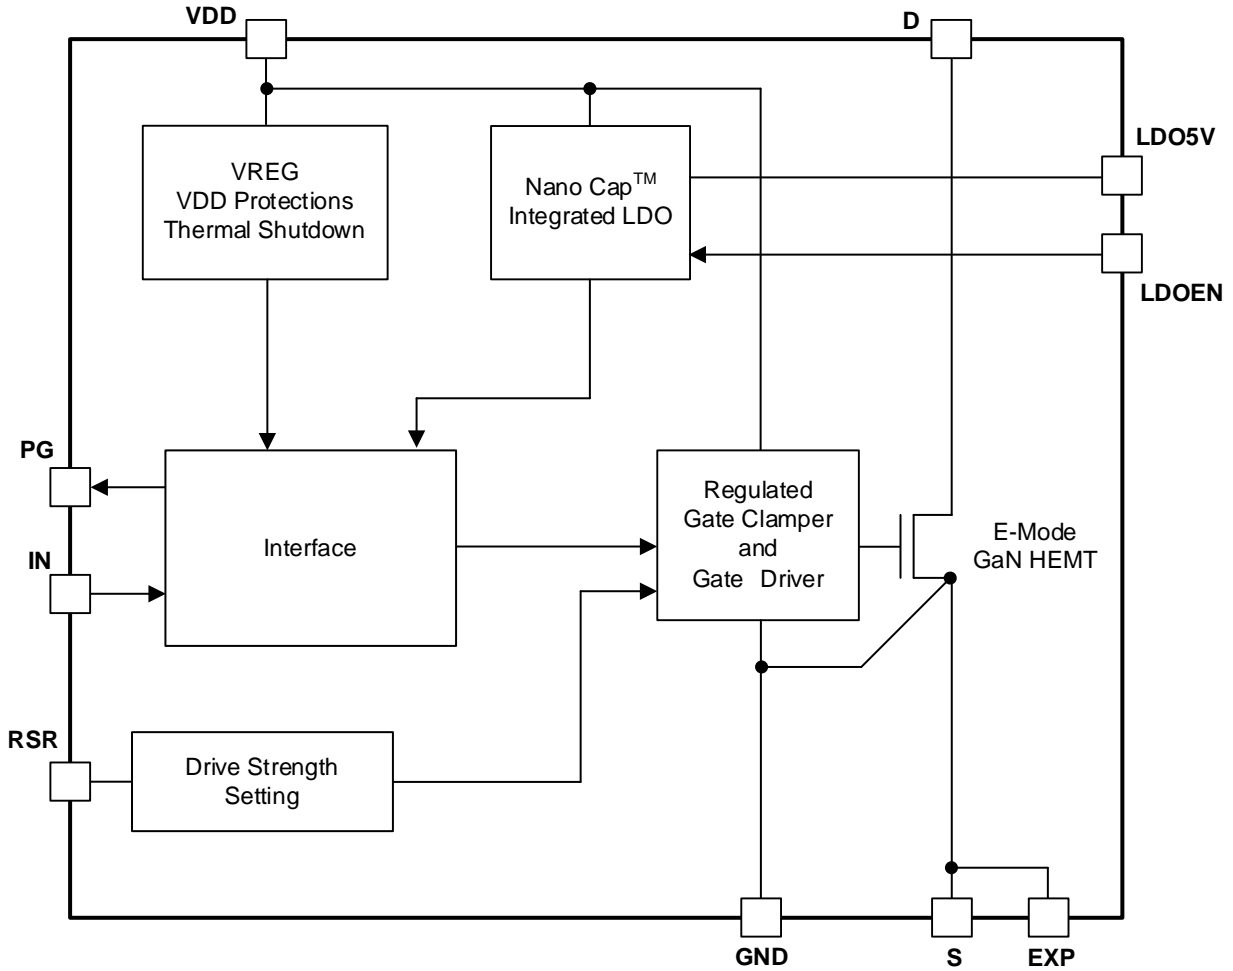 VDD
D
LDO5V
VREG
VDD Protections
Thermal Shutdown
Nano Cap™
Integrated LDO
LDOEN
PG
Interface
IN
Regulated
Gate Clamper
and
Gate Driver
E-Mode
GaN HEMT
RSR
Drive Strength
Setting
GND
S
EXP